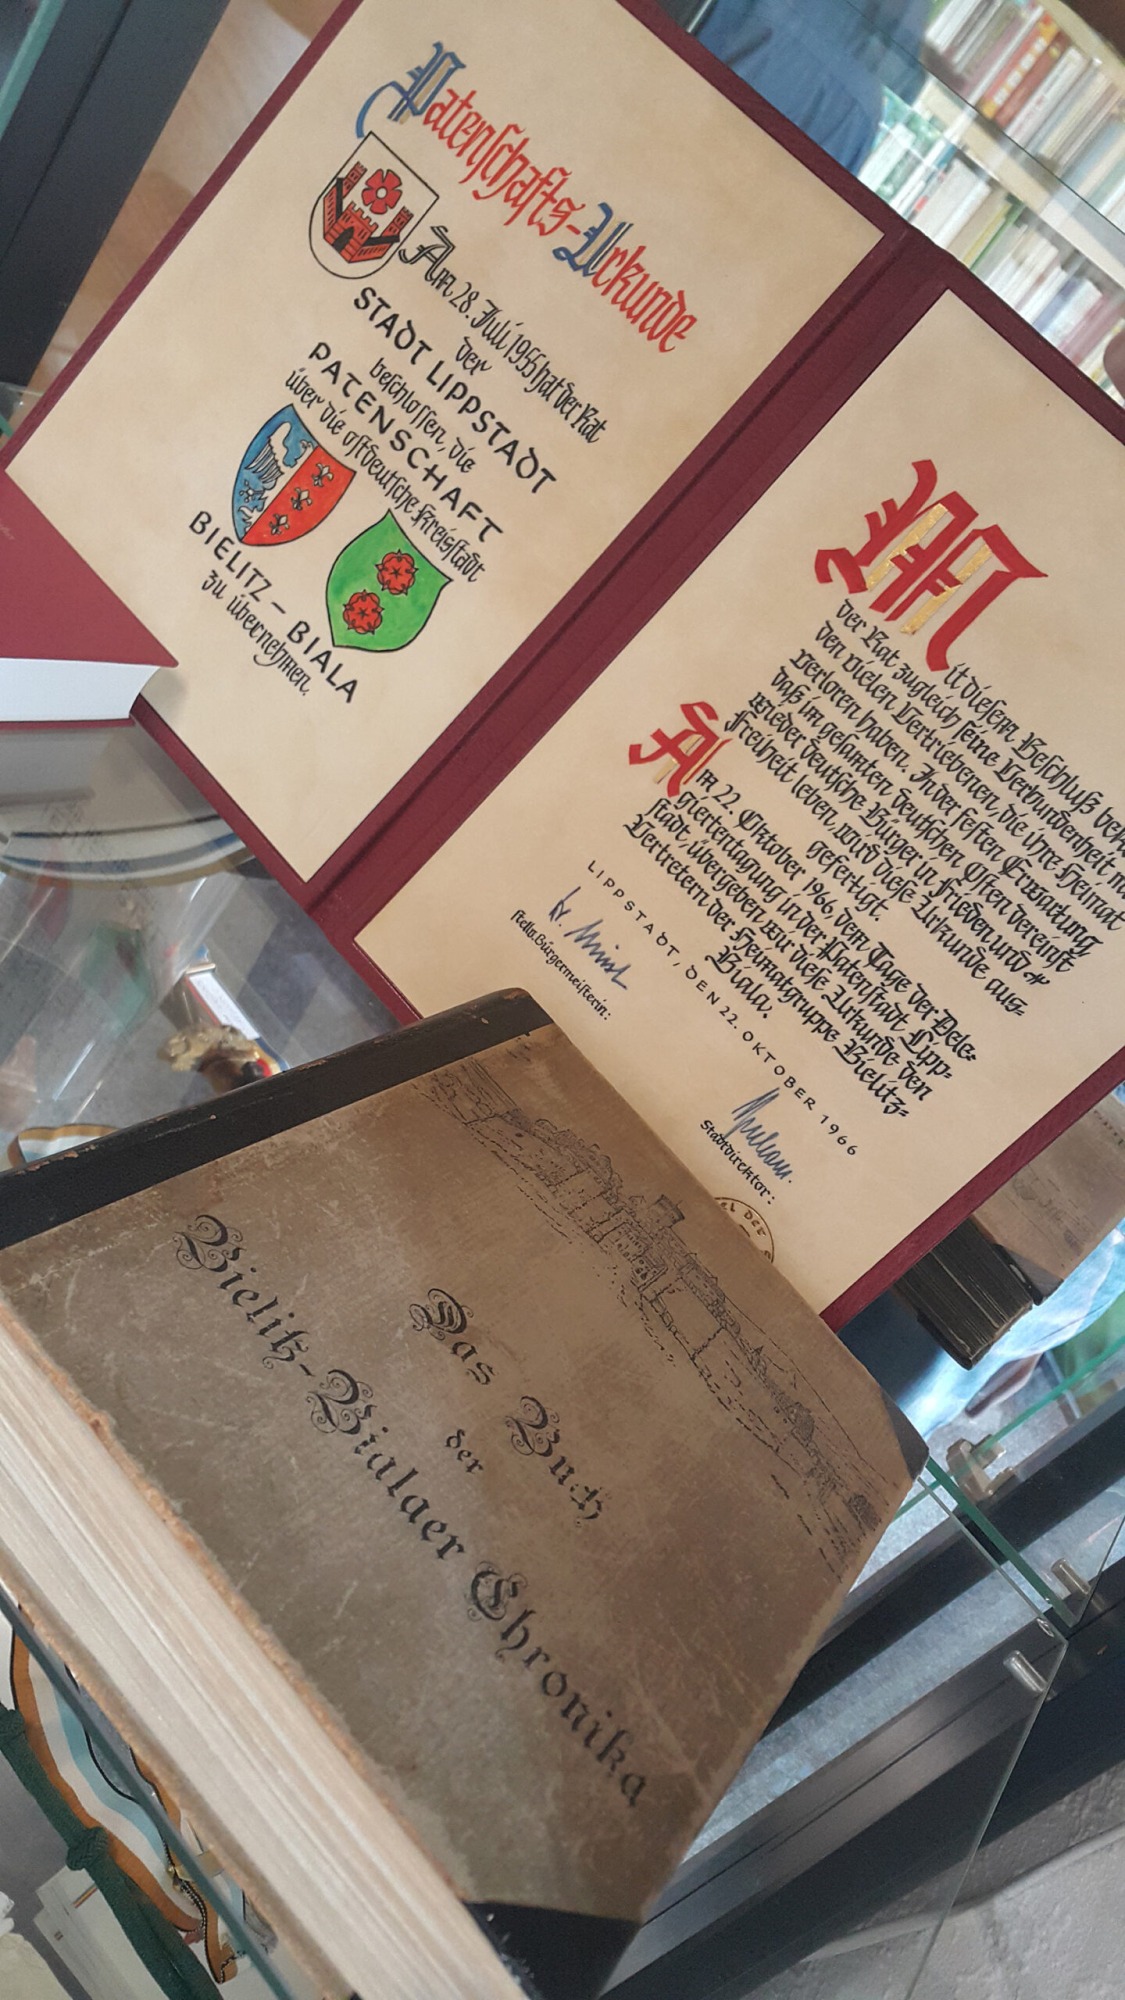 Patenschafts-Urkunde
Am 28. Juli 1955 hat der Rat
der
STADT LIPPSTADT
beschlossen, die
PATENSCHAFT
über die ostdeutsche Kreisstadt
BIELITZ – BIALA
zu übernehmen.
Mit diesem Beschluß
der Rat zugleich seine Verbundenheit
den vielen Vertriebenen, die ihre Heimat
verloren haben. In der festen Erwartung
daß im gesamten deutschen Osten dereinst
wieder deutsche Bürger in Frieden und
Freiheit leben, wird diese Urkunde aus-
gefertigt.
Am 22. Oktober 1966, dem Tage der Dele-
giertentagung in der Patenstadt Lipp-
stadt, übergeben wir diese Urkunde den
Vertretern der Heimatgruppe Bielitz-
Biala.
LIPPSTADT, DEN 22. OKTOBER 1966
stellv. Bürgermeisterin:
Stadtdirektor:
Das Buch
der
Bielitz-Bialaer Chronika